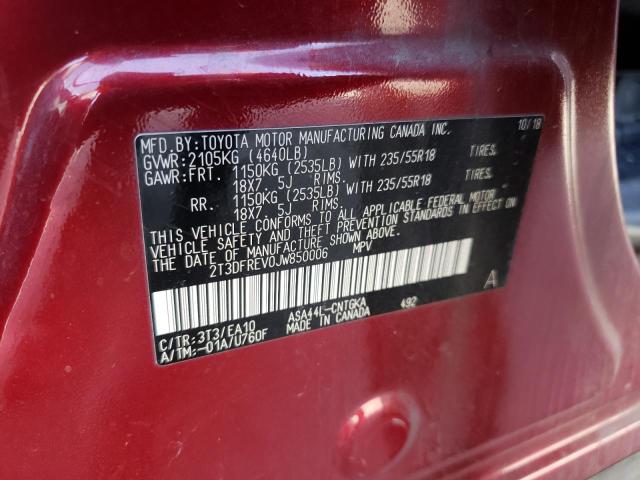 MFD.BY:TOYOTA MOTOR MANUFACTURING CANADA INC. 10/18
GVWR:2105KG (4640LB)
GAWR:FRT. 1150KG (2535LB) WITH 235/55R18 TIRES,
18X7.5J RIMS.
RR. 1150KG (2535LB) WITH 235/55R18 TIRES,
18X7.5J RIMS.
THIS VEHICLE CONFORMS TO ALL APPLICABLE FEDERAL MOTOR
VEHICLE SAFETY AND THEFT PREVENTION STANDARDS IN EFFECT
ON THE DATE OF MANUFACTURE SHOWN ABOVE.
2T3DFREV0JW850006 MPV
A
C/TR:3T3/EA10 ASA44L-CNTGKA 492
A/TM:-01A/U760F MADE IN CANADA